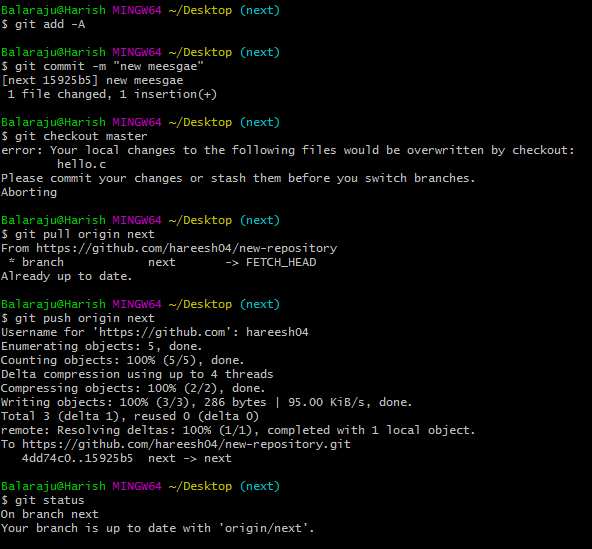 Balaraju@Harish MINGW64 ~/Desktop (next)
$ git add -A
Balaraju@Harish MINGW64 ~/Desktop (next)
$ git commit -m "new meesgae"
[next 15925b5] new meesgae
 1 file changed, 1 insertion(+)
Balaraju@Harish MINGW64 ~/Desktop (next)
$ git checkout master
error: Your local changes to the following files would be overwritten by checkout:
        hello.c
Please commit your changes or stash them before you switch branches.
Aborting
Balaraju@Harish MINGW64 ~/Desktop (next)
$ git pull origin next
From https://github.com/hareesh04/new-repository
 * branch            next       -> FETCH_HEAD
Already up to date.
Balaraju@Harish MINGW64 ~/Desktop (next)
$ git push origin next
Username for 'https://github.com': hareesh04
Enumerating objects: 5, done.
Counting objects: 100% (5/5), done.
Delta compression using up to 4 threads
Compressing objects: 100% (2/2), done.
Writing objects: 100% (3/3), 286 bytes | 95.00 KiB/s, done.
Total 3 (delta 1), reused 0 (delta 0)
remote: Resolving deltas: 100% (1/1), completed with 1 local object.
To https://github.com/hareesh04/new-repository.git
   4dd74c0..15925b5  next -> next
Balaraju@Harish MINGW64 ~/Desktop (next)
$ git status
On branch next
Your branch is up to date with 'origin/next'.